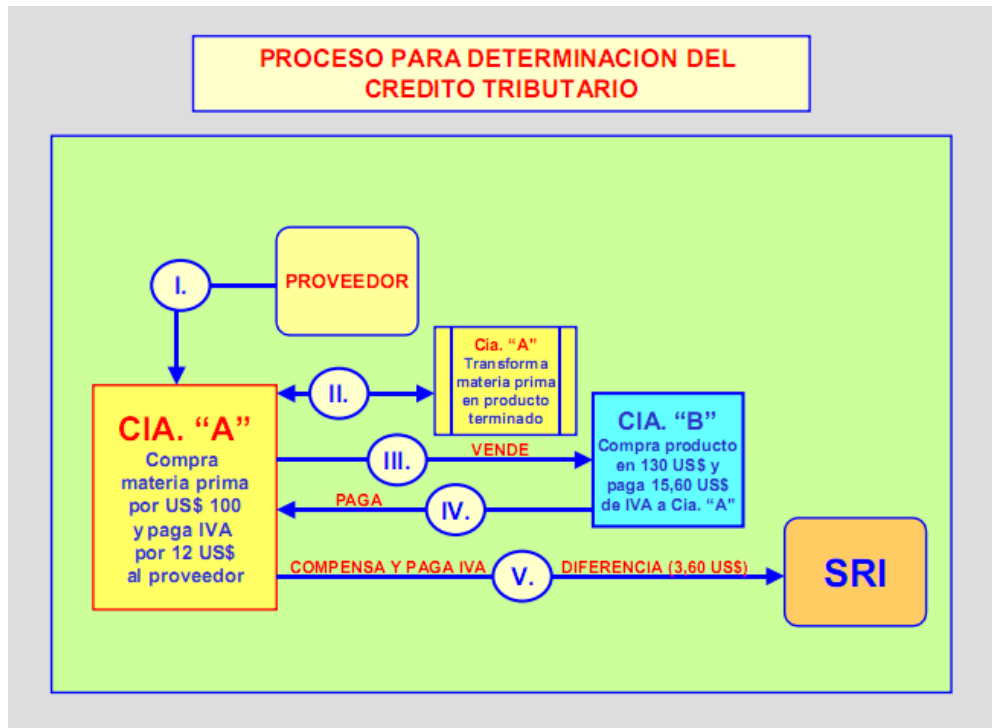 PROCESO PARA DETERMINACION DEL
CREDITO TRIBUTARIO
I.
PROVEEDOR
II.
Cia. “A”
Transforma
materia prima
en producto
terminado
CIA. “A”
Compra
materia prima
por US$ 100
y paga IVA
por 12 US$
al proveedor
III.
VENDE
CIA. “B”
Compra producto
en 130 US$ y
paga 15,60 US$
de IVA a Cia. “A”
PAGA
IV.
COMPENSA Y PAGA IVA
V.
DIFERENCIA (3,60 US$)
SRI